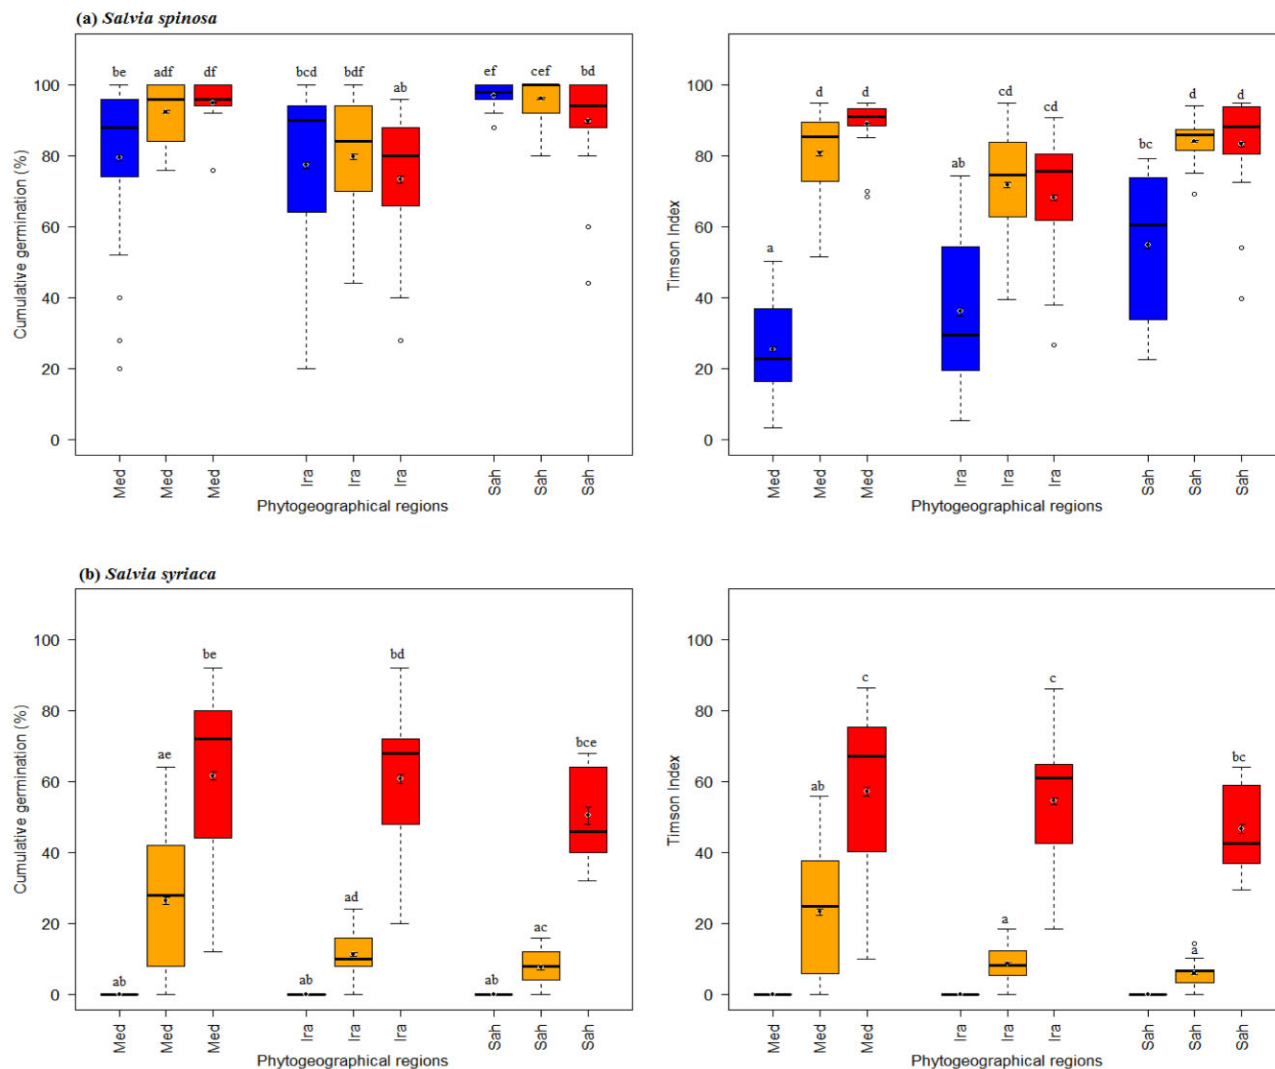 (a) Salvia spinosa
Cumulative germination (%)
100
80
60
40
20
0
be adf df bcd bdf ab ef cef bd
Med Med Med Ira Ira Ira Sah Sah Sah
Phytogeographical regions
Timson Index
100
80
60
40
20
0
a d d ab cd cd bc d d
Med Med Med Ira Ira Ira Sah Sah Sah
Phytogeographical regions
(b) Salvia syriaca
Cumulative germination (%)
100
80
60
40
20
0
ab ae be ab ad bd ab ac bce
Med Med Med Ira Ira Ira Sah Sah Sah
Phytogeographical regions
Timson Index
100
80
60
40
20
0
ab c a c a bc
Med Med Med Ira Ira Ira Sah Sah Sah
Phytogeographical regions